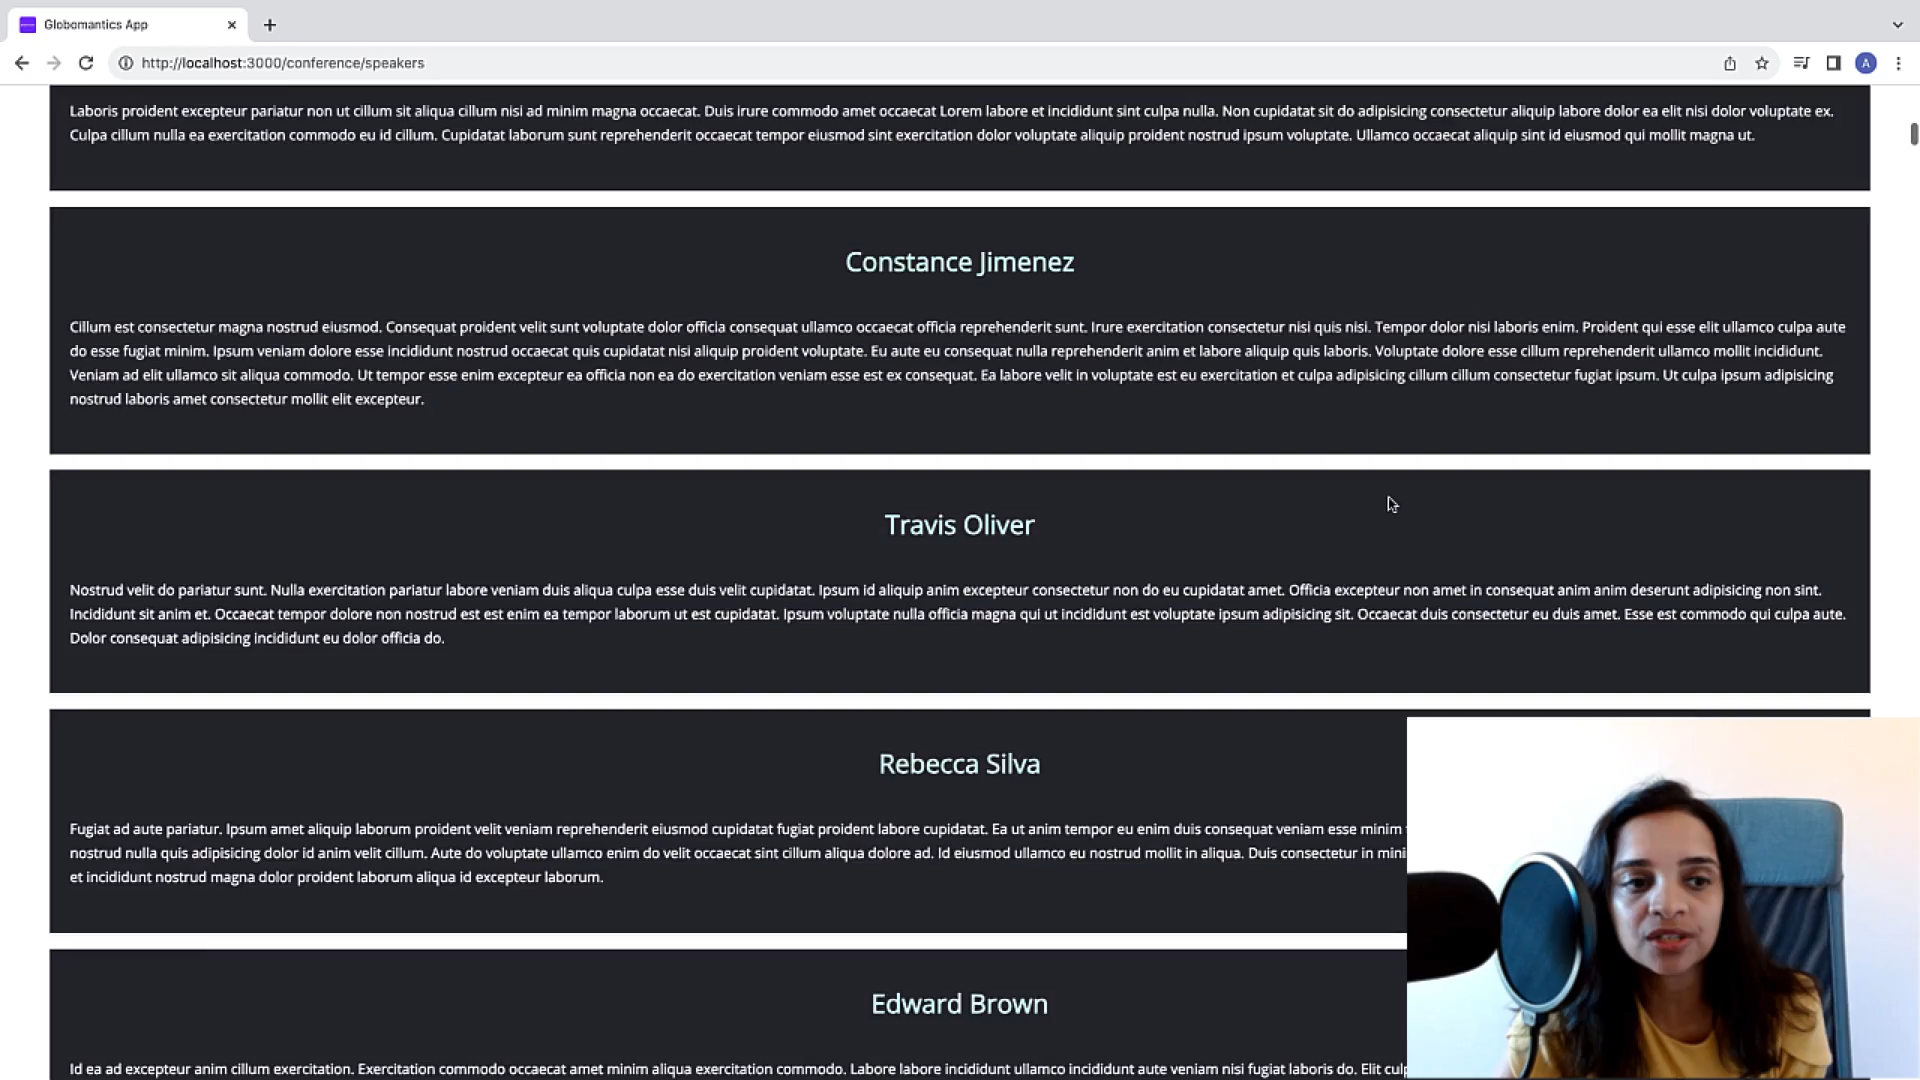 Globomantics App
http://localhost:3000/conference/speakers
A
Laboris proident excepteur pariatur non ut cillum sit aliqua cillum nisi ad minim magna occaecat. Duis irure commodo amet occaecat Lorem labore et incididunt sint culpa nulla. Non cupidatat sit do adipisicing consectetur aliquip labore dolor ea elit nisi dolor voluptate ex.
Culpa cillum nulla ea exercitation commodo eu id cillum. Cupidatat laborum sunt reprehenderit occaecat tempor eiusmod sint exercitation dolor voluptate aliquip proident nostrud ipsum voluptate. Ullamco occaecat aliquip sint id eiusmod qui mollit magna ut.
Constance Jimenez
Cillum est consectetur magna nostrud eiusmod. Consequat proident velit sunt voluptate dolor officia consequat ullamco occaecat officia reprehenderit sunt. Irure exercitation consectetur nisi quis nisi. Tempor dolor nisi laboris enim. Proident qui esse elit ullamco culpa aute
do esse fugiat minim. Ipsum veniam dolore esse incididunt nostrud occaecat quis cupidatat nisi aliquip proident voluptate. Eu aute eu consequat nulla reprehenderit anim et labore aliquip quis laboris. Voluptate dolore esse cillum reprehenderit ullamco mollit incididunt.
Veniam ad elit ullamco sit aliqua commodo. Ut tempor esse enim excepteur ea officia non ea do exercitation veniam esse est ex consequat. Ea labore velit in voluptate est eu exercitation et culpa adipisicing cillum cillum consectetur fugiat ipsum. Ut culpa ipsum adipisicing
nostrud laboris amet consectetur mollit elit excepteur.
Travis Oliver
Nostrud velit do pariatur sunt. Nulla exercitation pariatur labore veniam duis aliqua culpa esse duis velit cupidatat. Ipsum id aliquip anim excepteur consectetur non do eu cupidatat amet. Officia excepteur non amet in consequat anim anim deserunt adipisicing non sint.
Incididunt sit anim et. Occaecat tempor dolore non nostrud est est enim ea tempor laborum ut est cupidatat. Ipsum voluptate nulla officia magna qui ut incididunt est voluptate ipsum adipisicing sit. Occaecat duis consectetur eu duis amet. Esse est commodo qui culpa aute.
Dolor consequat adipisicing incididunt eu dolor officia do.
Rebecca Silva
Fugiat ad aute pariatur. Ipsum amet aliquip laborum proident velit veniam reprehenderit eiusmod cupidatat fugiat proident labore cupidatat. Ea ut anim tempor eu enim duis consequat veniam esse minim
nostrud nulla quis adipisicing dolor id anim velit cillum. Aute do voluptate ullamco enim do velit occaecat sint cillum aliqua dolore ad. Id eiusmod ullamco eu nostrud mollit in aliqua. Duis consectetur in
et incididunt nostrud magna dolor proident laborum aliqua id excepteur laborum.
Edward Brown
Id ea ad excepteur anim cillum exercitation. Exercitation commodo occaecat amet minim aliqua exercitation commodo. Labore labore incididunt ullamco incididunt aute veniam nisi fugiat laboris do. Elit